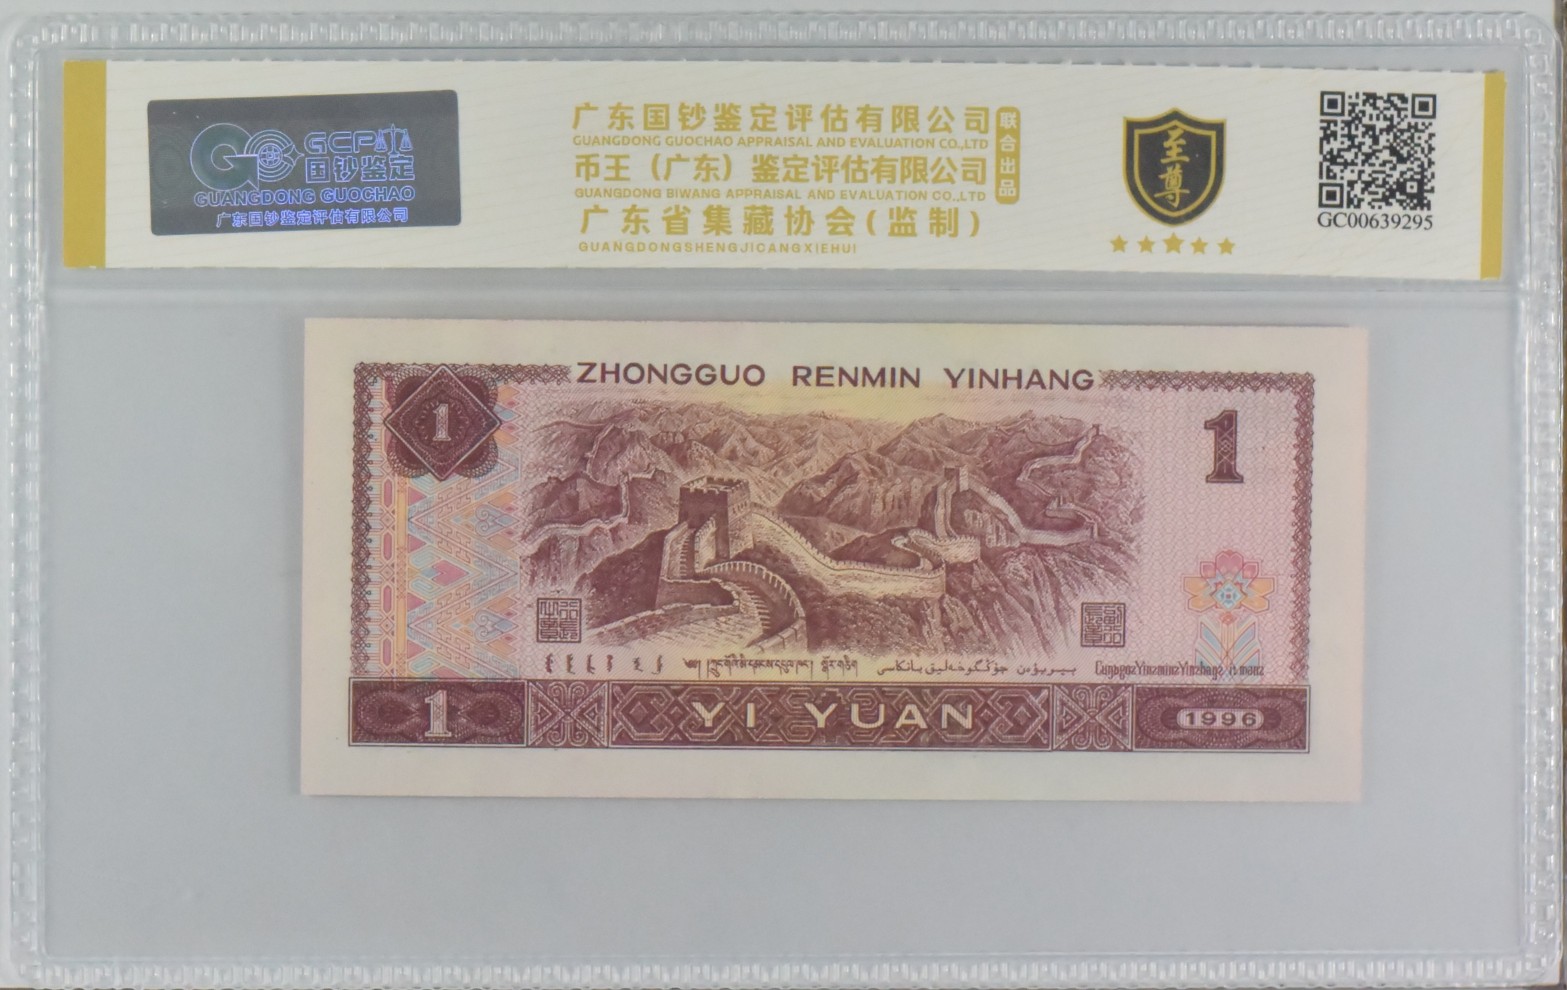 GCP
国钞鉴定
GUANGDONG GUOCHAO
广东国钞鉴定评估有限公司
广东国钞鉴定评估有限公司
GUANGDONG GUOCHAO APPRAISAL AND EVALUATION CO.,LTD
币王（广东）鉴定评估有限公司
GUANGDONG BIWANG APPRAISAL AND EVALUATION CO.,LTD
广东省集藏协会(监制)
GUANGDONGSHENGJICANGXIEHUI
联合出品
至尊
GC00639295
ZHONGGUO RENMIN YINHANG
1
1
1
YI YUAN
1996